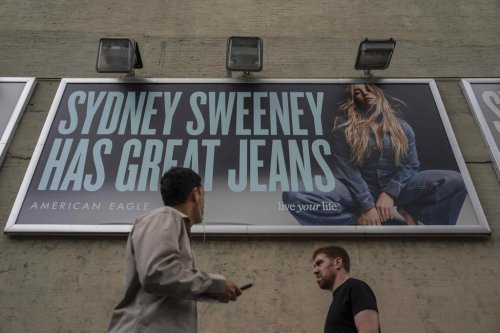 SYDNEY SWEENEY
HAS GREAT JEANS
AMERICAN EAGLE
live your life